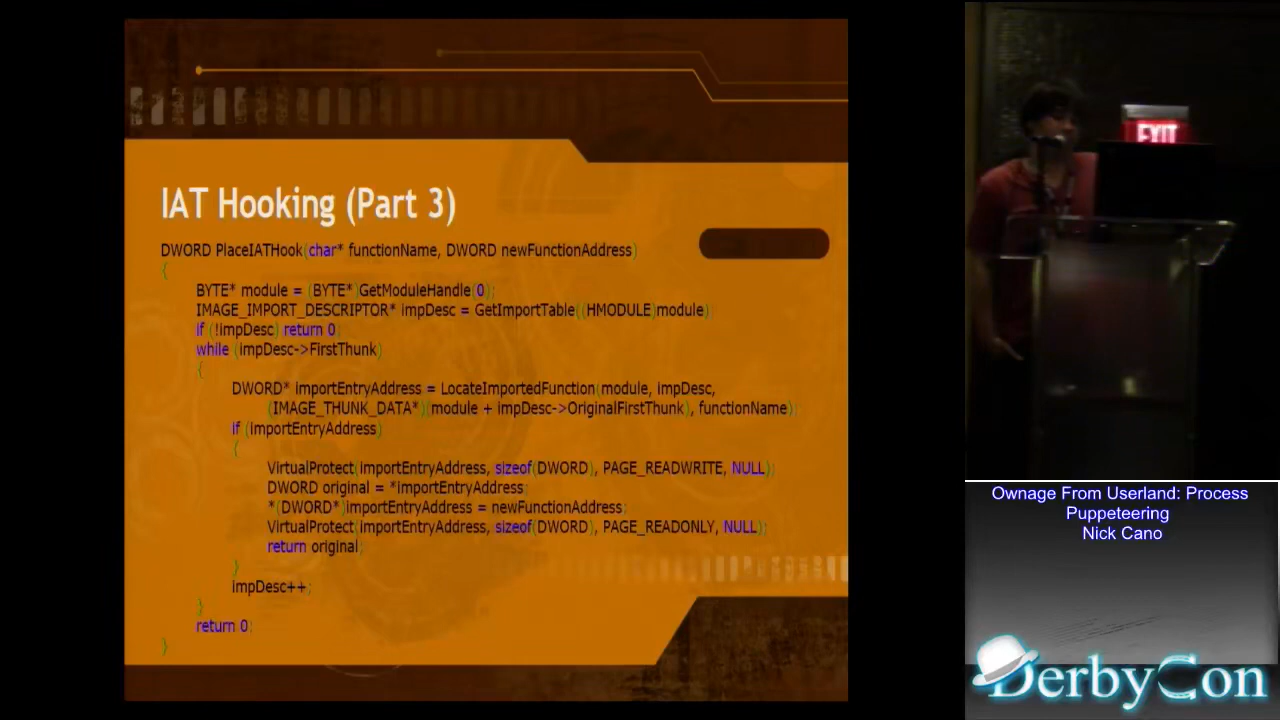 IAT Hooking (Part 3)
DWORD PlaceIATHook(char* functionName, DWORD newFunctionAddress)
{
BYTE* module = (BYTE*)GetModuleHandle(0);
IMAGE_IMPORT_DESCRIPTOR* impDesc = GetImportTable((HMODULE)module);
if (!impDesc) return 0;
while (impDesc->FirstThunk)
{
DWORD* importEntryAddress = LocateImportedFunction(module, impDesc,
(IMAGE_THUNK_DATA*)(module + impDesc->OriginalFirstThunk), functionName);
if (importEntryAddress)
{
VirtualProtect(importEntryAddress, sizeof(DWORD), PAGE_READWRITE, NULL);
DWORD original = *importEntryAddress;
*(DWORD*)importEntryAddress = newFunctionAddress;
VirtualProtect(importEntryAddress, sizeof(DWORD), PAGE_READONLY, NULL);
return original;
}
impDesc++;
}
return 0;
}
EXIT
Ownage From Userland: Process
Puppeteering
Nick Cano
DerbyCon